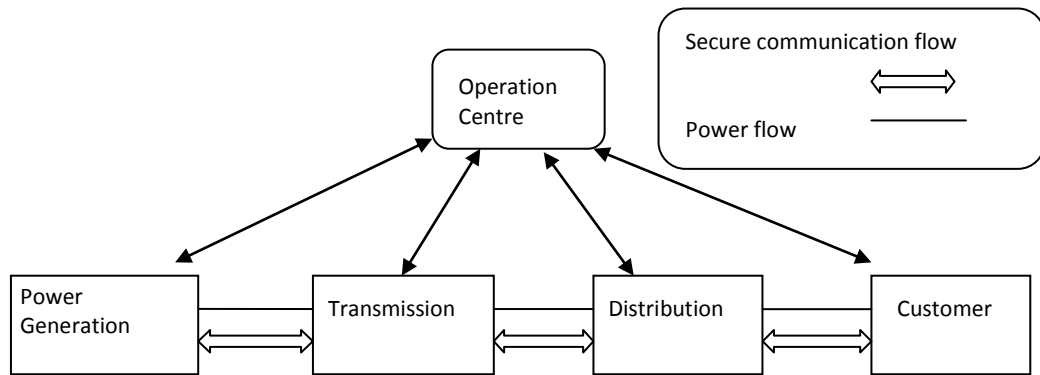 Secure communication flow
Operation
Centre
Power flow
Power
Generation
Transmission
Distribution
Customer